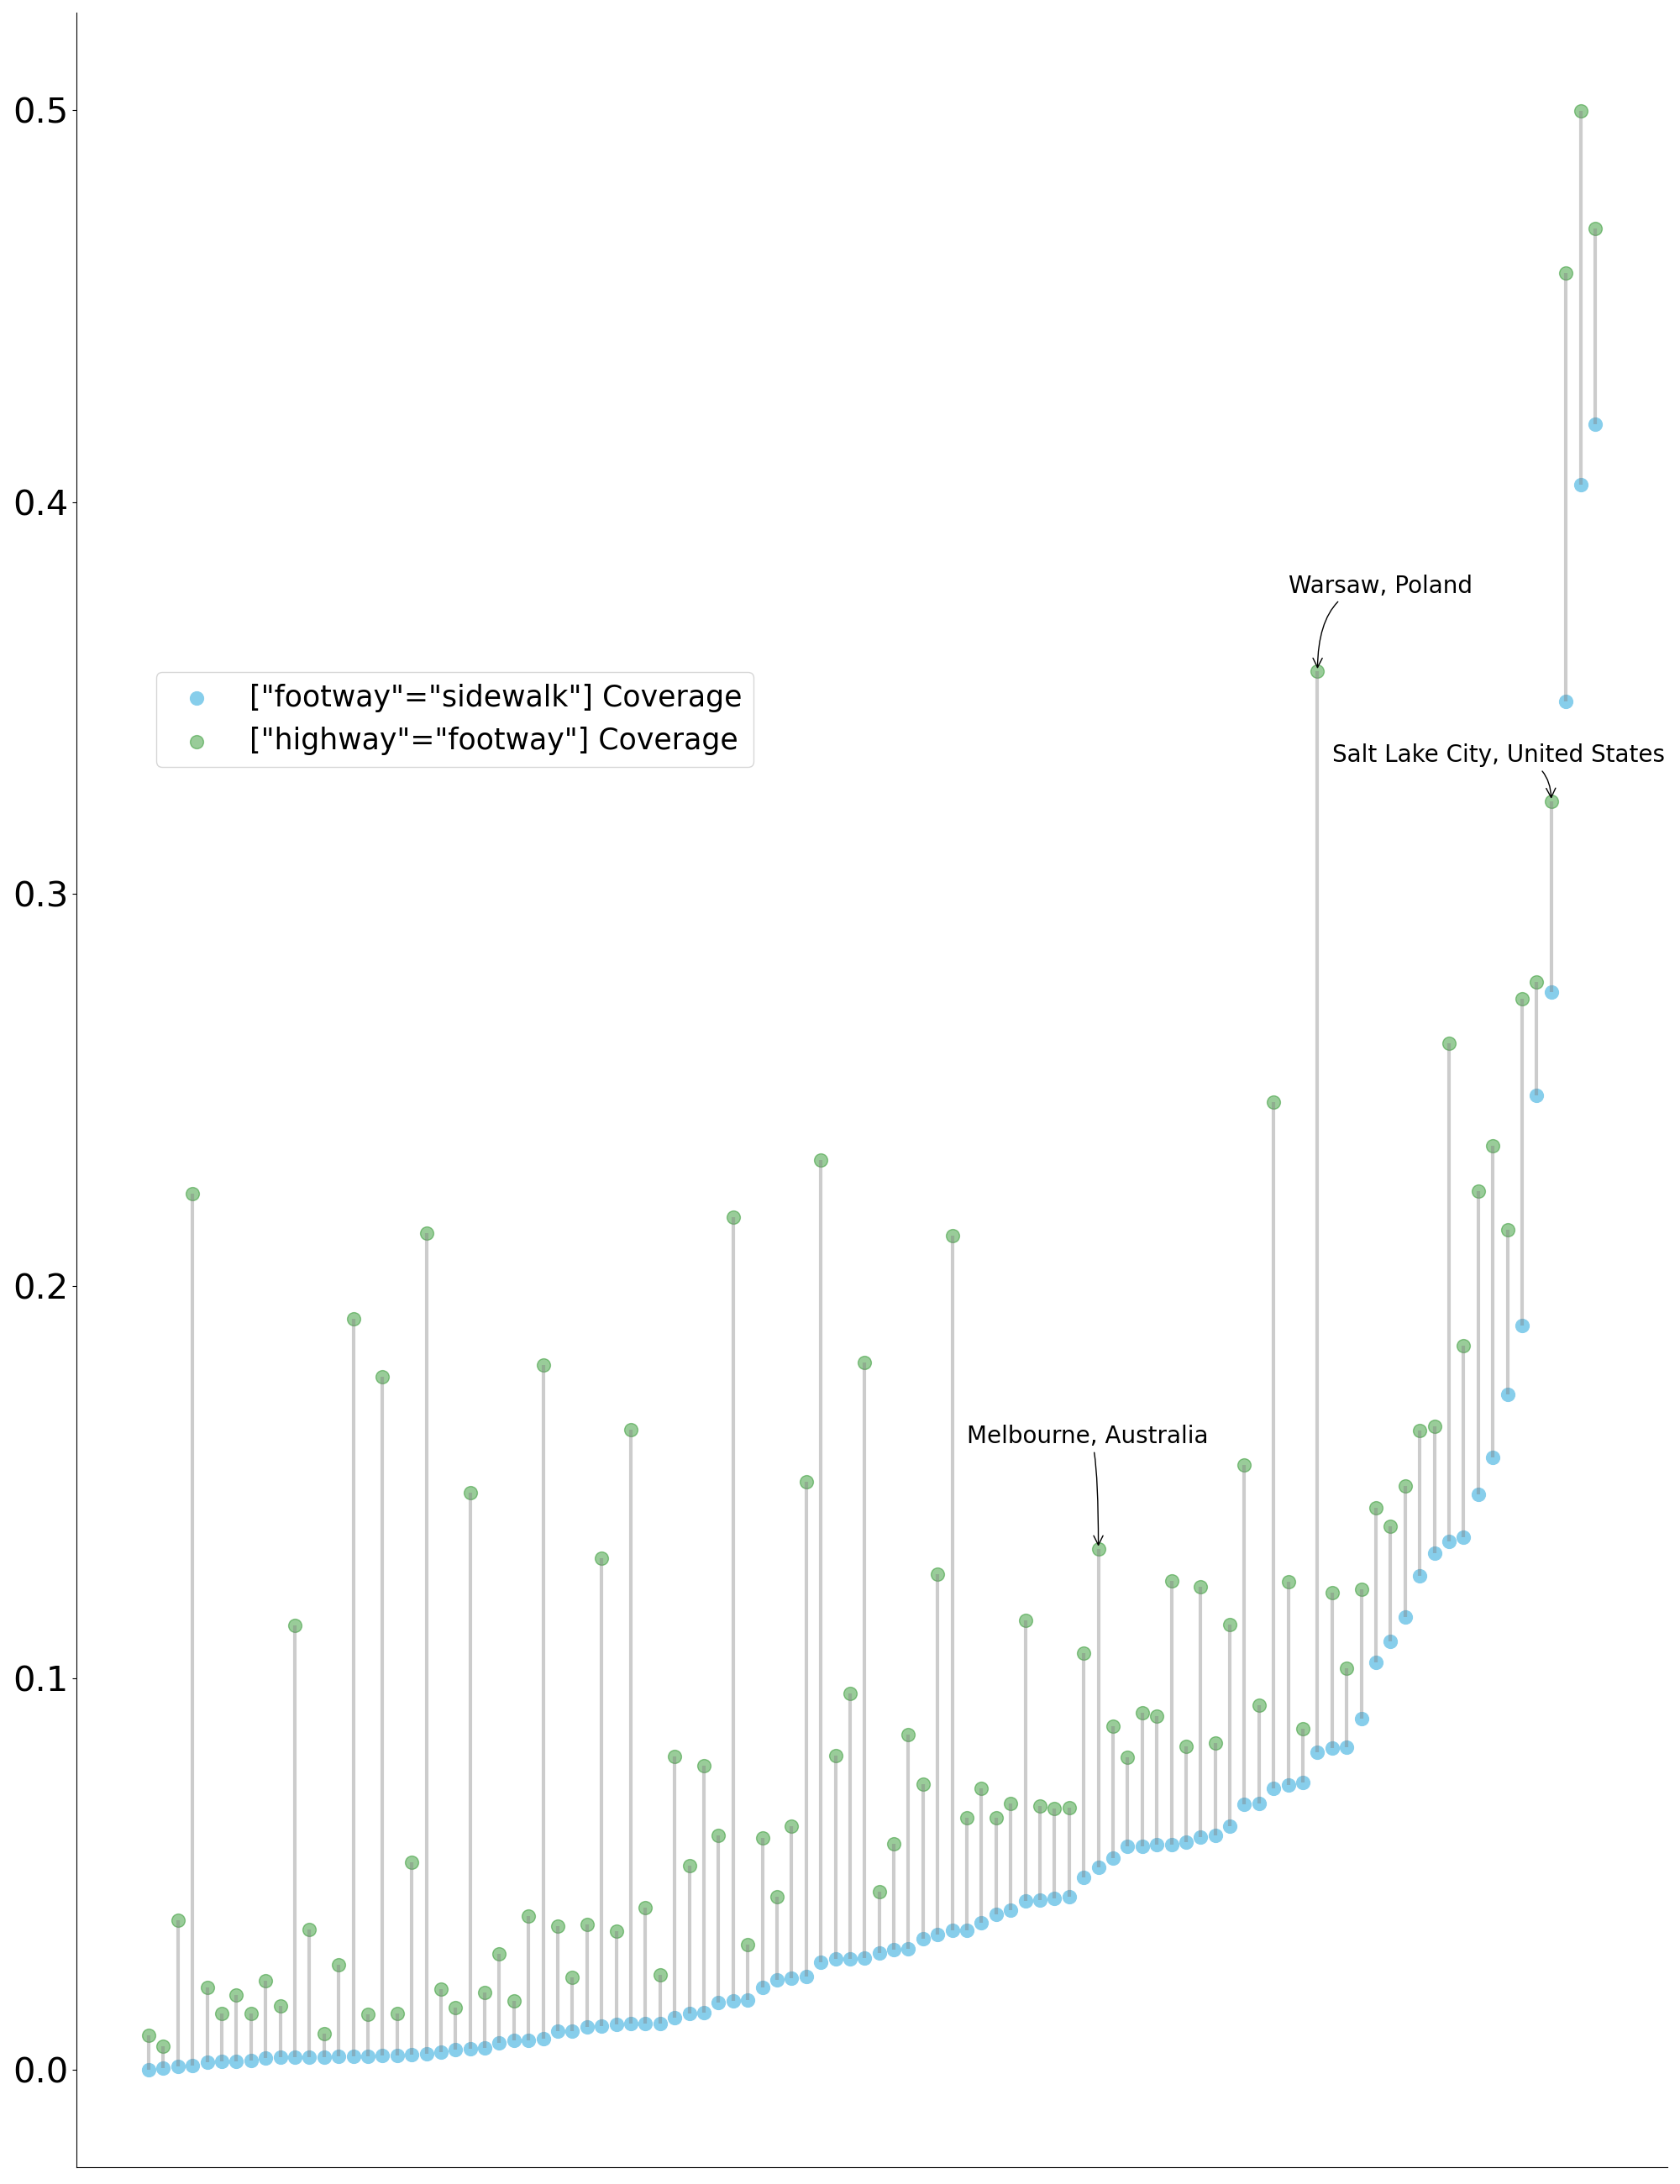 0.5
0.4
Warsaw, Poland
["footway"="sidewalk"] Coverage
["highway"="footway"] Coverage
Salt Lake City, United States
0.3
0.2
Melbourne, Australia
0.1
0.0